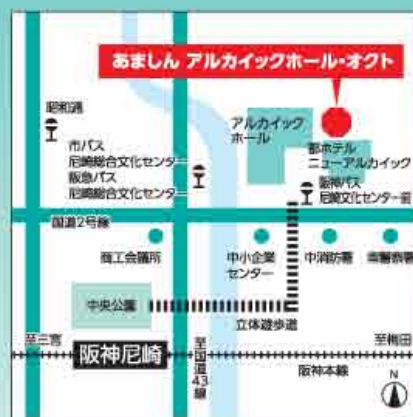 あましん アルカイックホール・オクト
昭和通
市バス
尼崎総合文化センター
阪急バス
尼崎総合文化センター
アルカイック
ホール
都ホテル
ニューアルカイック
阪神バス
尼崎文化センター前
国道2号線
商工会議所
中小企業
センター
中消防署
南警察署
中央公園
立体遊歩道
至三宮
阪神尼崎
至国道43線
阪神本線
至梅田
N